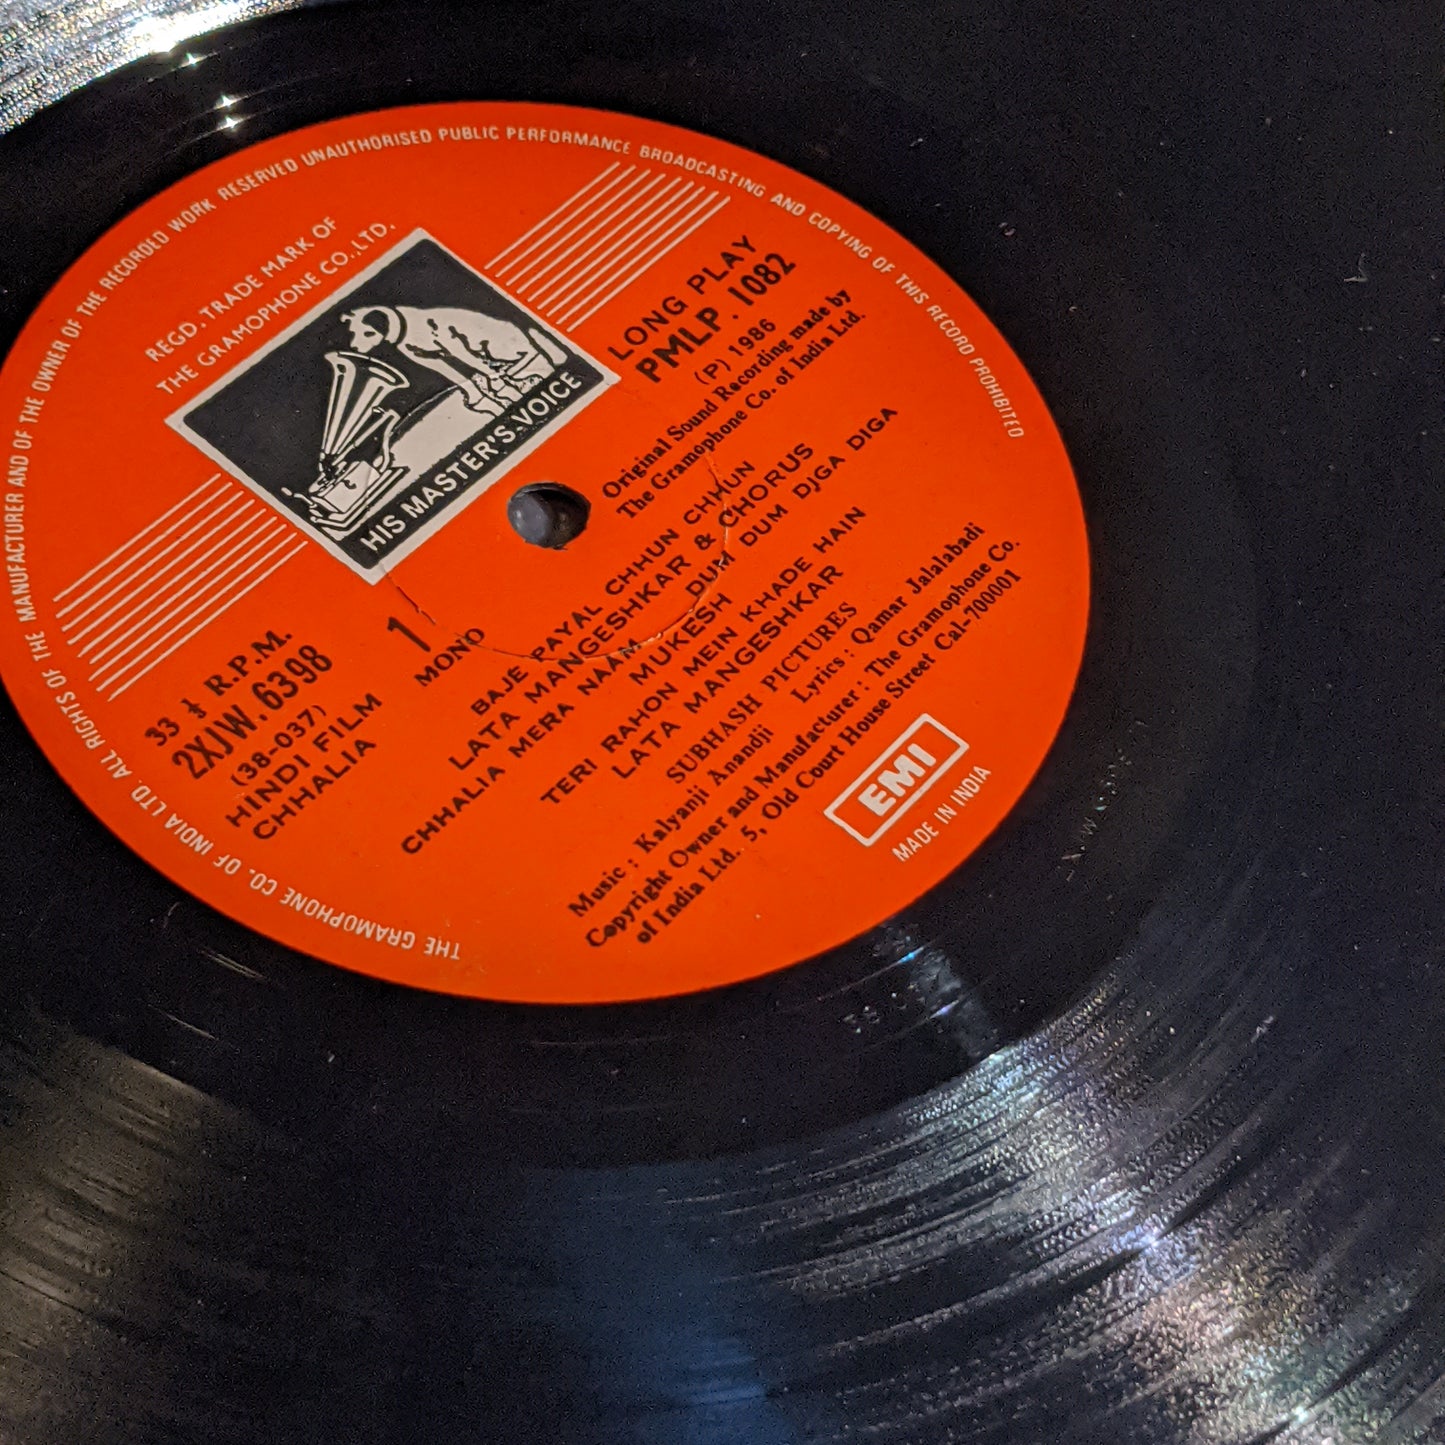 THE GRAMOPHONE CO. OF INDIA LTD. ALL RIGHTS OF THE MANUFACTURER AND OF THE OWNER OF THE RECORDED WORK RESERVED UNAUTHORISED PUBLIC PERFORMANCE BROADCASTING AND COPYING OF THIS RECORD PROHIBITED
REGD. TRADE MARK OF
THE GRAMOPHONE CO., LTD.
HIS MASTER'S VOICE
LONG PLAY
PMLP. 1082
(P) 1986
Original Sound Recording made by
The Gramophone Co. of India Ltd.
33 ⅓ R.P.M.
2XJW.6398
(38-037)
HINDI FILM
CHHALIA
1
MONO
BAJE PAYAL CHHUN CHHUN
LATA MANGESHKAR & CHORUS
CHHALIA MERA NAAM DUM DUM DIGA DIGA
MUKESH
TERI RAHON MEIN KHADE HAIN
LATA MANGESHKAR
SUBHASH PICTURES
Music : Kalyanji Anandji Lyrics : Qamar Jalalabadi
Copyright Owner and Manufacturer : The Gramophone Co.
of India Ltd. 5, Old Court House Street Cal-700001
EMI
MADE IN INDIA